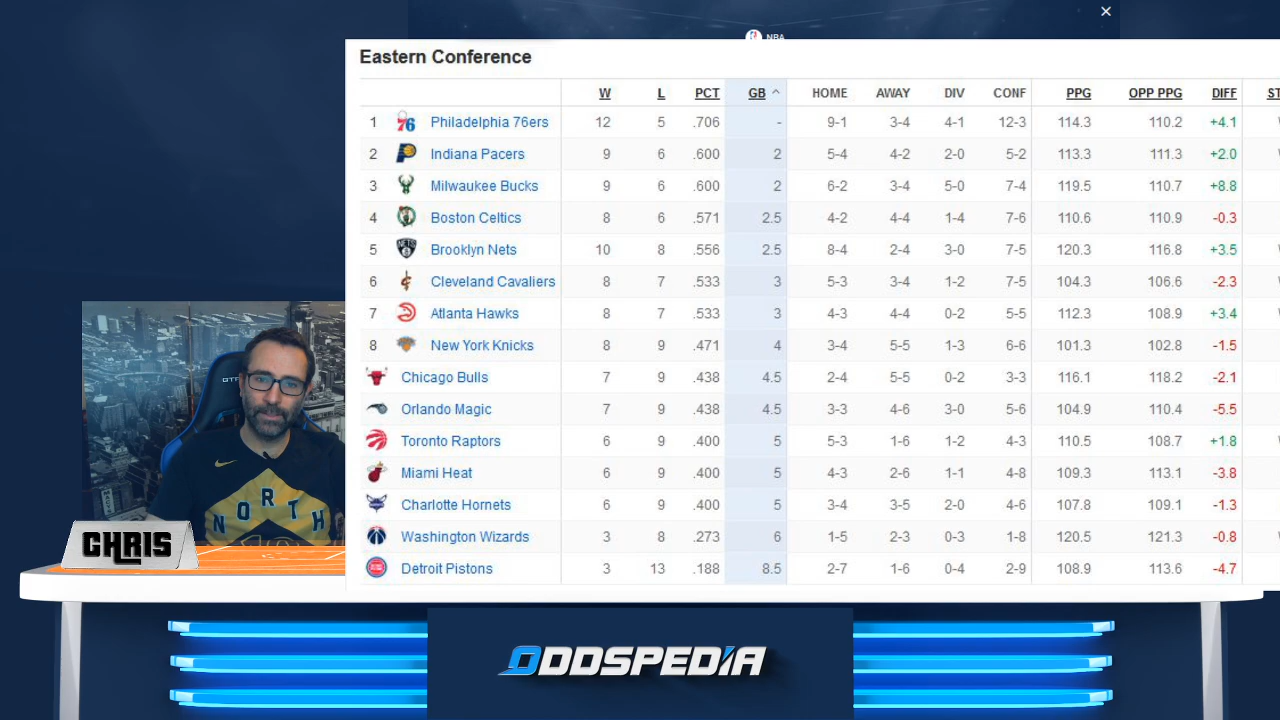 ×
NBA
Eastern Conference
W L PCT GB ^ HOME AWAY DIV CONF PPG OPP PPG DIFF ST
1 76 Philadelphia 76ers 12 5 .706 - 9-1 3-4 4-1 12-3 114.3 110.2 +4.1
2 Indiana Pacers 9 6 .600 2 5-4 4-2 2-0 5-2 113.3 111.3 +2.0
3 Milwaukee Bucks 9 6 .600 2 6-2 3-4 5-0 7-4 119.5 110.7 +8.8
4 Boston Celtics 8 6 .571 2.5 4-2 4-4 1-4 7-6 110.6 110.9 -0.3
5 NETS Brooklyn Nets 10 8 .556 2.5 8-4 2-4 3-0 7-5 120.3 116.8 +3.5
6 Cleveland Cavaliers 8 7 .533 3 5-3 3-4 1-2 7-5 104.3 106.6 -2.3
7 Atlanta Hawks 8 7 .533 3 4-3 4-4 0-2 5-5 112.3 108.9 +3.4
8 New York Knicks 8 9 .471 4 3-4 5-5 1-3 6-6 101.3 102.8 -1.5
Chicago Bulls 7 9 .438 4.5 2-4 5-5 0-2 3-3 116.1 118.2 -2.1
Orlando Magic 7 9 .438 4.5 3-3 4-6 3-0 5-6 104.9 110.4 -5.5
Toronto Raptors 6 9 .400 5 5-3 1-6 1-2 4-3 110.5 108.7 +1.8
Miami Heat 6 9 .400 5 4-3 2-6 1-1 4-8 109.3 113.1 -3.8
Charlotte Hornets 6 9 .400 5 3-4 3-5 2-0 4-6 107.8 109.1 -1.3
Washington Wizards 3 8 .273 6 1-5 2-3 0-3 1-8 120.5 121.3 -0.8
Detroit Pistons 3 13 .188 8.5 2-7 1-6 0-4 2-9 108.9 113.6 -4.7
NORTH
CHRIS
ODDSPEDIA